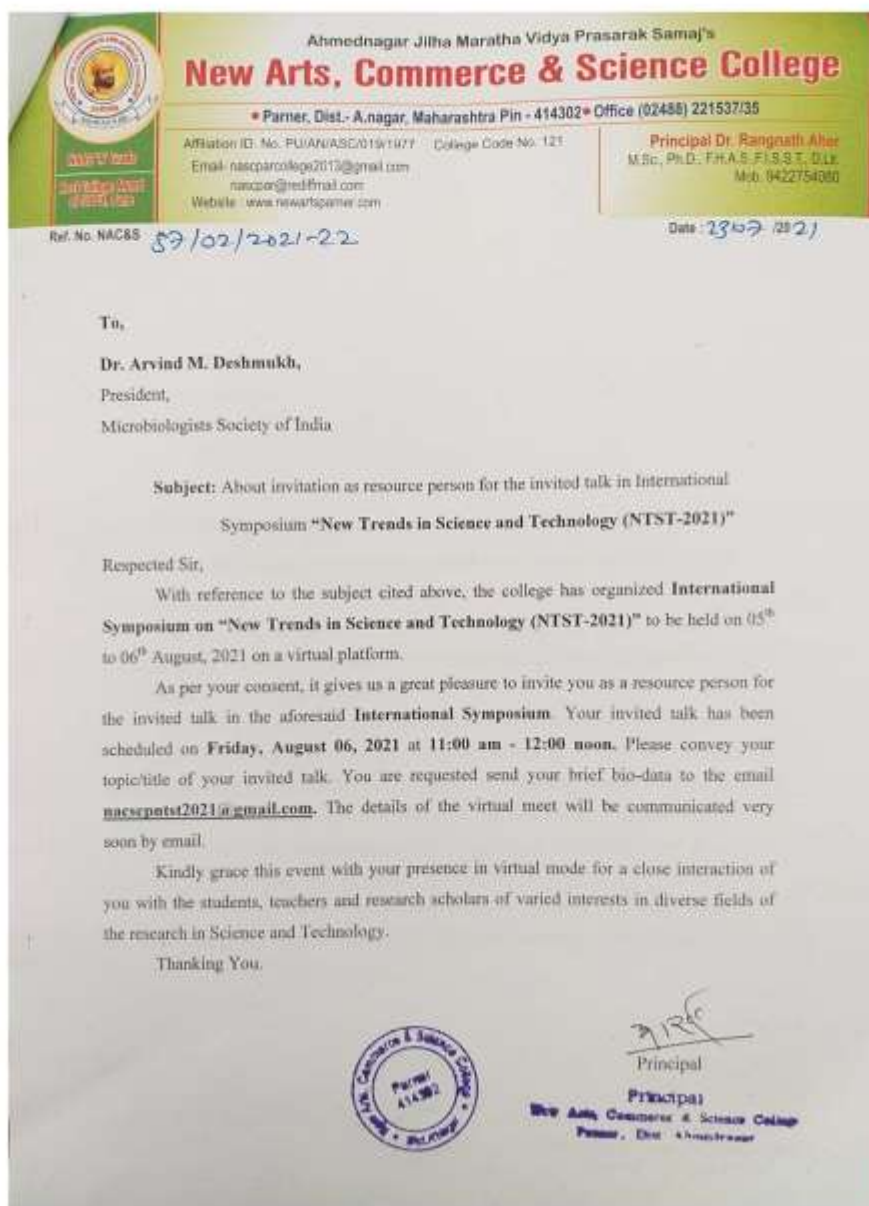 Ahmednagar Jilha Maratha Vidya Prasarak Samaj's
New Arts, Commerce & Science College
• Parner, Dist.- A.nagar, Maharashtra Pin - 414302 • Office (02488) 221537/35
Affiliation ID. No. PU/AN/ASC/019/1977 College Code No. 121
Email- nascparcollege2013@gmail.com
nascpar@rediffmail.com
Website : www.newartsparner.com
Principal Dr. Rangnath Aher
M.Sc., Ph.D., F.H.A.S.,F.I.S.S.T., D.Lit.
Mob. 9422754080
Ref. No. NAC&S 57/02/2021-22
Date : 23/07/2021
To,
Dr. Arvind M. Deshmukh,
President,
Microbiologists Society of India
Subject: About invitation as resource person for the invited talk in International
Symposium “New Trends in Science and Technology (NTST-2021)”
Respected Sir,
With reference to the subject cited above, the college has organized International
Symposium on “New Trends in Science and Technology (NTST-2021)” to be held on 05th
to 06th August, 2021 on a virtual platform.
As per your consent, it gives us a great pleasure to invite you as a resource person for
the invited talk in the aforesaid International Symposium. Your invited talk has been
scheduled on Friday, August 06, 2021 at 11:00 am - 12:00 noon. Please convey your
topic/title of your invited talk. You are requested send your brief bio-data to the email
nacscpntst2021@gmail.com. The details of the virtual meet will be communicated very
soon by email.
Kindly grace this event with your presence in virtual mode for a close interaction of
you with the students, teachers and research scholars of varied interests in diverse fields of
the research in Science and Technology.
Thanking You.
Principal
Principal
New Arts, Commerce & Science College
Parner, Dist Ahmednagar
New Arts, Commerce & Science College
Parner
414302